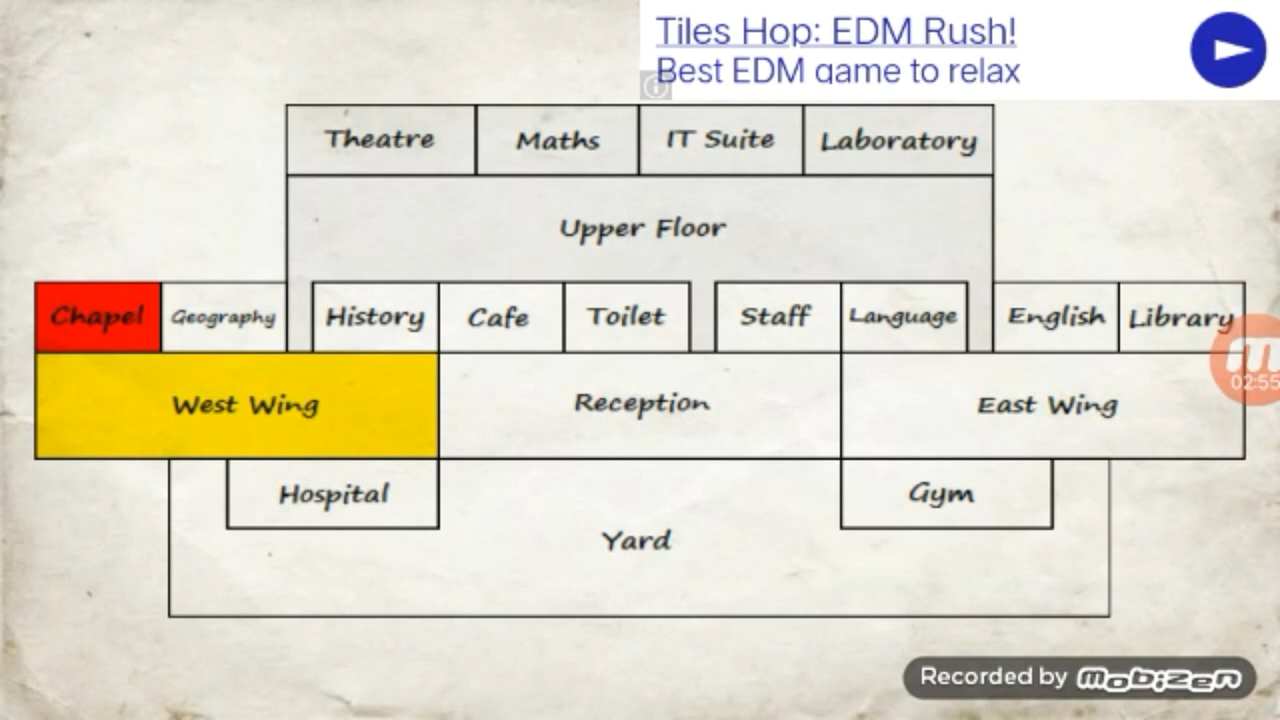 Tiles Hop: EDM Rush!
Best EDM game to relax
Theatre Maths IT Suite Laboratory
Upper Floor
Chapel Geography History Cafe Toilet Staff Language English Library
02:55
West Wing Reception East Wing
Hospital Gym
Yard
Recorded by mobizen